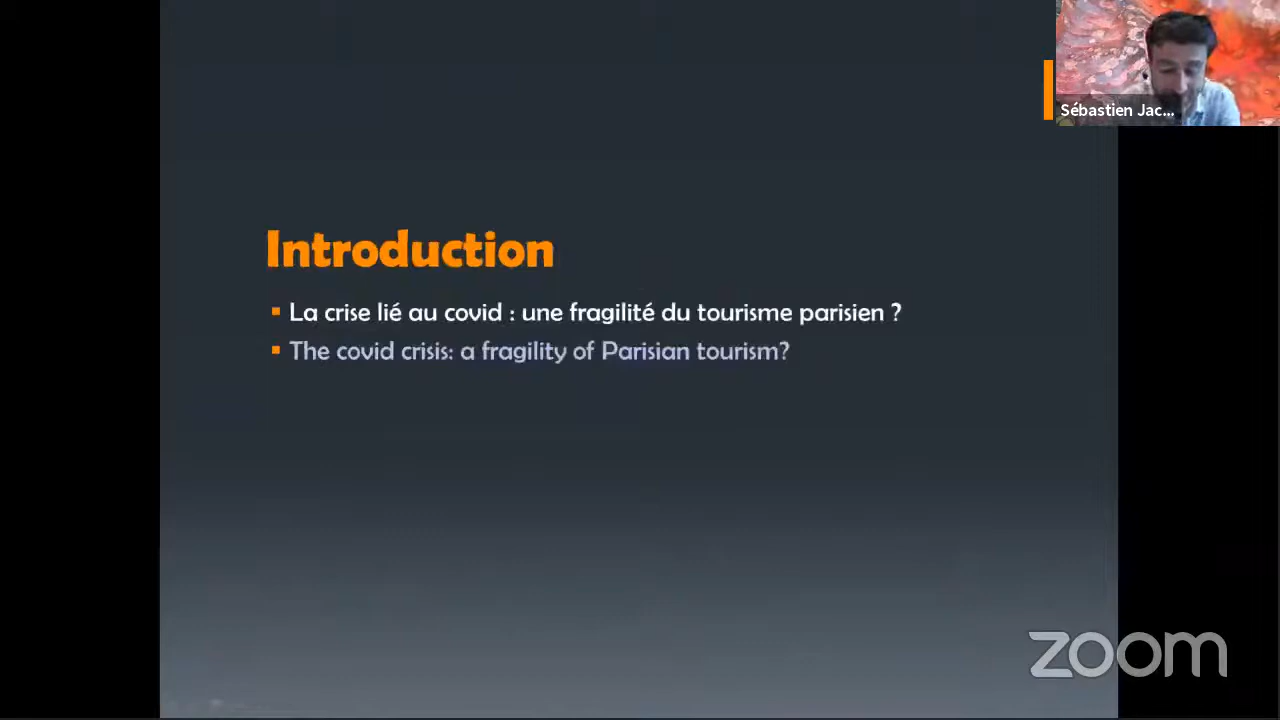 Sébastien Jac...
Introduction
La crise lié au covid : une fragilité du tourisme parisien ?
The covid crisis: a fragility of Parisian tourism?
zoom